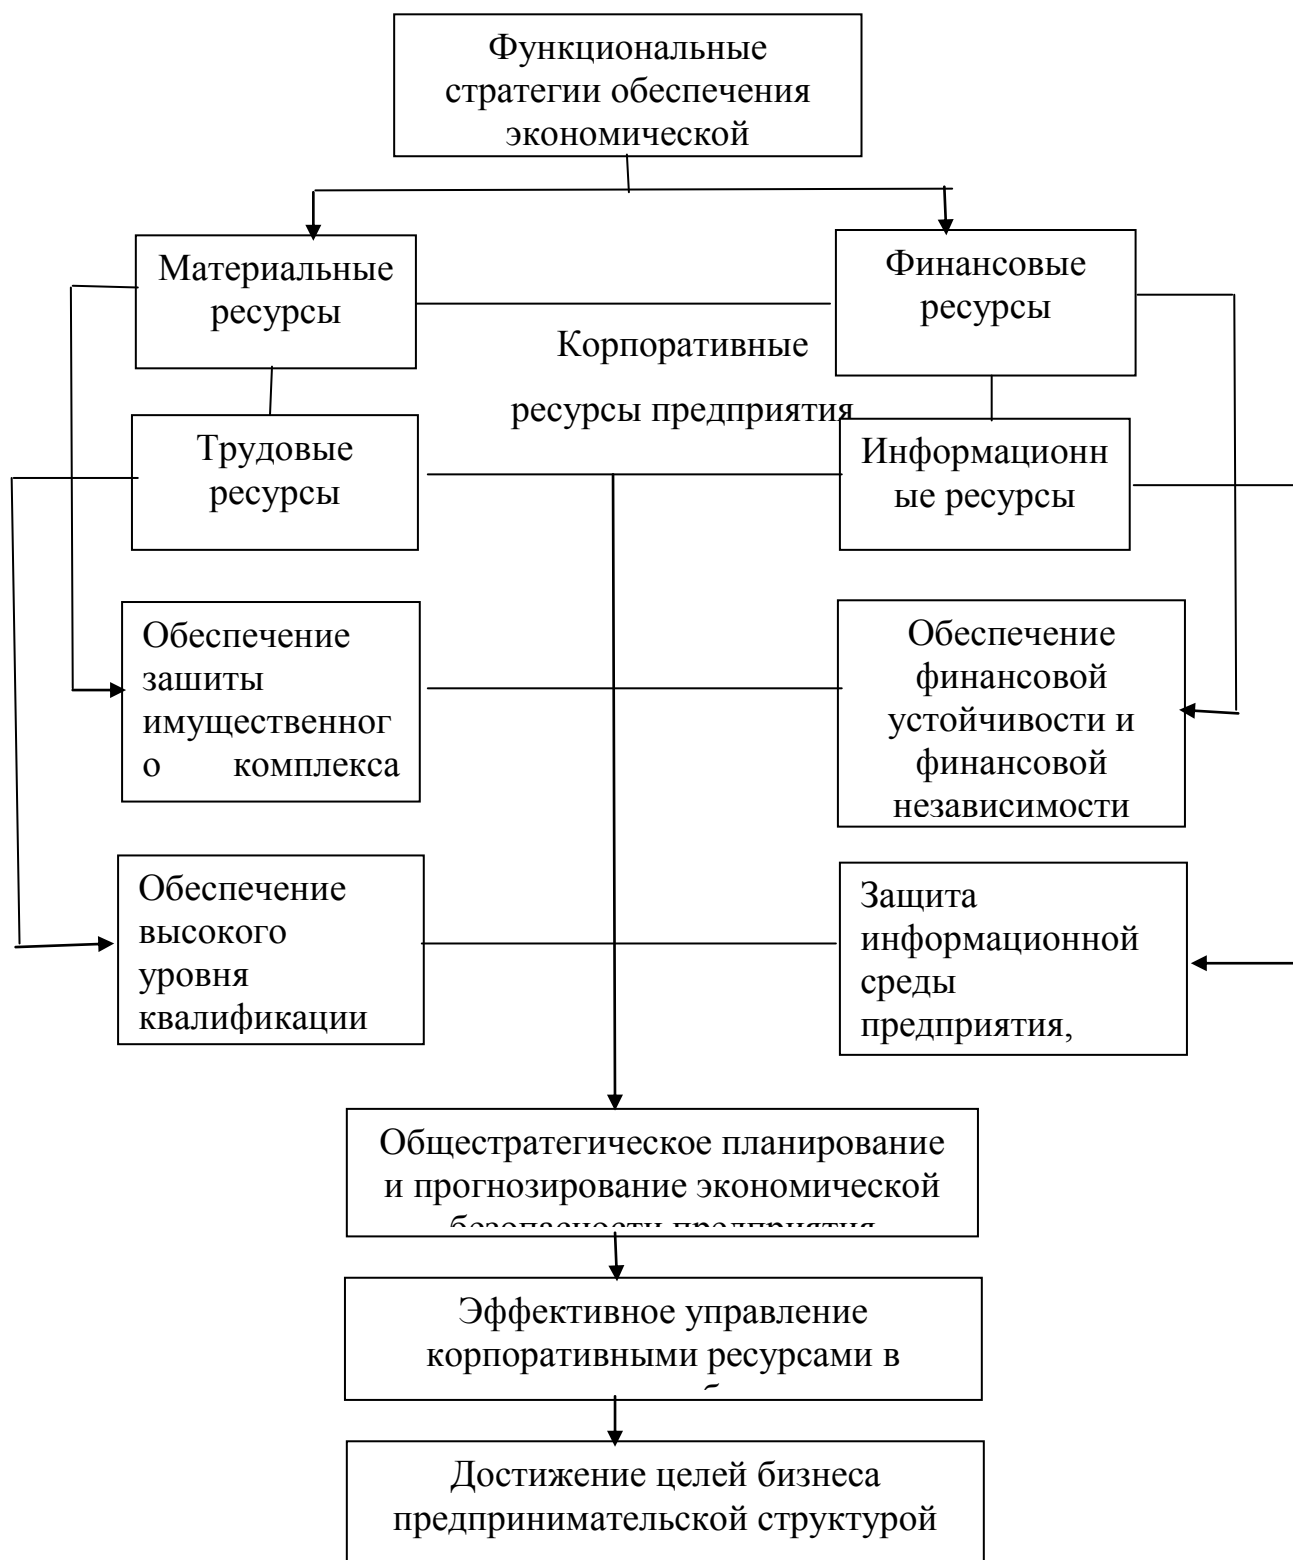 Функциональные
стратегии обеспечения
экономической
Материальные
ресурсы
Финансовые
ресурсы
Корпоративные
ресурсы предприятия
Трудовые
ресурсы
Информационн
ые ресурсы
Обеспечение
зашиты
имущественног
о комплекса
Обеспечение
финансовой
устойчивости и
финансовой
независимости
Обеспечение
высокого
уровня
квалификации
Защита
информационной
среды
предприятия,
Общестратегическое планирование
и прогнозирование экономической
безопасности предприятия
Эффективное управление
корпоративными ресурсами в
Достижение целей бизнеса
предпринимательской структурой